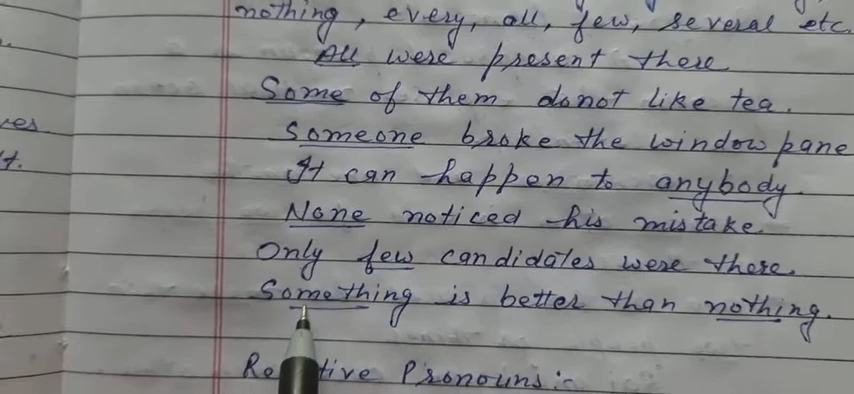 nothing, every, all, few, several etc.
All were present there
Some of them donot like tea.
Someone broke the window pane
It can happen to anybody.
None noticed his mistake.
Only few candidates were there.
Something is better than nothing.
Pronouns :-